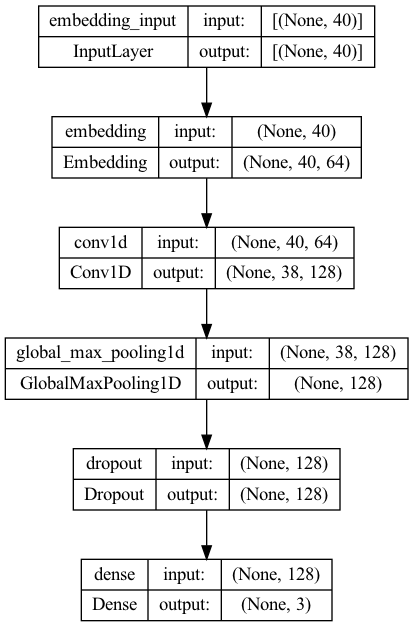 embedding_input input: [(None, 40)]
InputLayer output: [(None, 40)]
embedding input: (None, 40)
Embedding output: (None, 40, 64)
conv1d input: (None, 40, 64)
Conv1D output: (None, 38, 128)
global_max_pooling1d input: (None, 38, 128)
GlobalMaxPooling1D output: (None, 128)
dropout input: (None, 128)
Dropout output: (None, 128)
dense input: (None, 128)
Dense output: (None, 3)